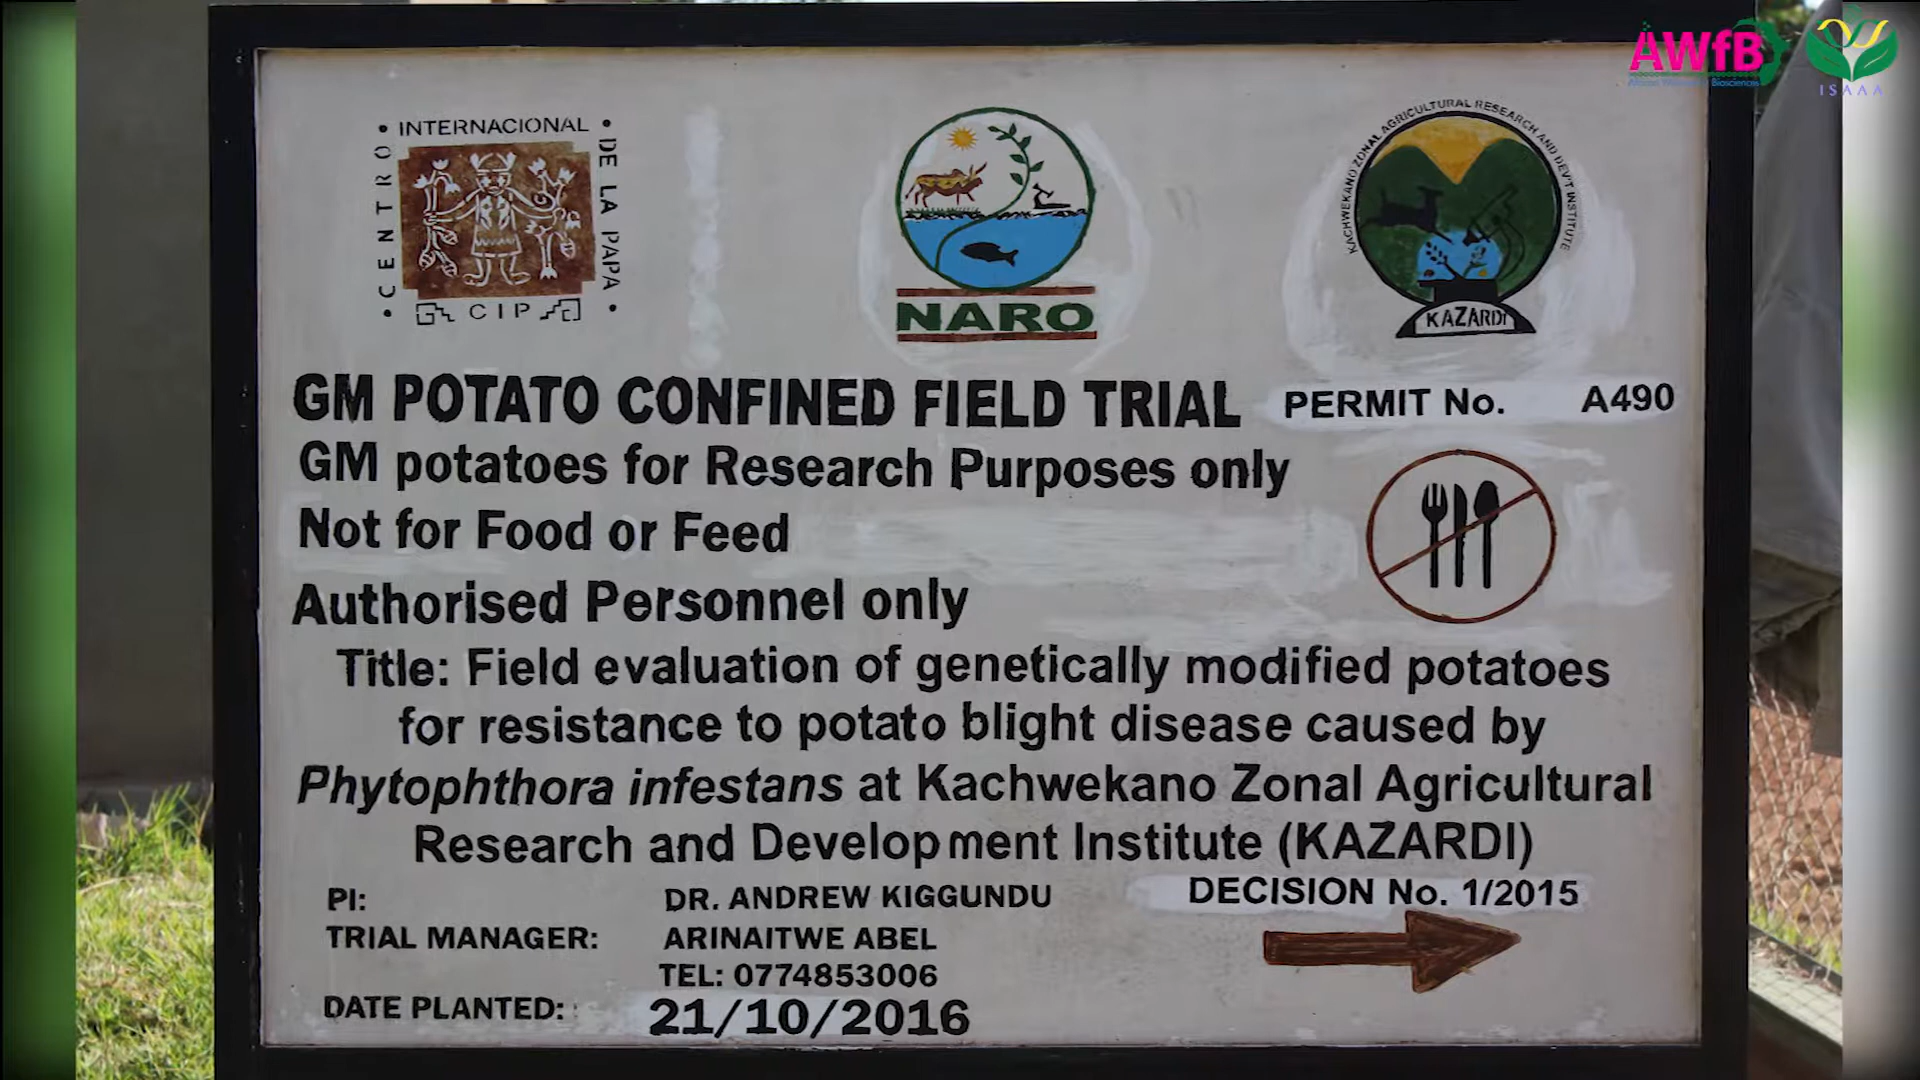 AWfB
ISAAA
CENTRO
INTERNACIONAL
DE LA PAPA
CIP
NARO
KACHWEKANO ZONAL AGRICULTURAL RESEARCH AND DEV'T INSTITUTE
KAZARDI
GM POTATO CONFINED FIELD TRIAL PERMIT No. A490
GM potatoes for Research Purposes only
Not for Food or Feed
Authorised Personnel only
Title: Field evaluation of genetically modified potatoes
for resistance to potato blight disease caused by
Phytophthora infestans at Kachwekano Zonal Agricultural
Research and Development Institute (KAZARDI)
PI: DR. ANDREW KIGGUNDU DECISION No. 1/2015
TRIAL MANAGER: ARINAITWE ABEL
TEL: 0774853006
DATE PLANTED: 21/10/2016